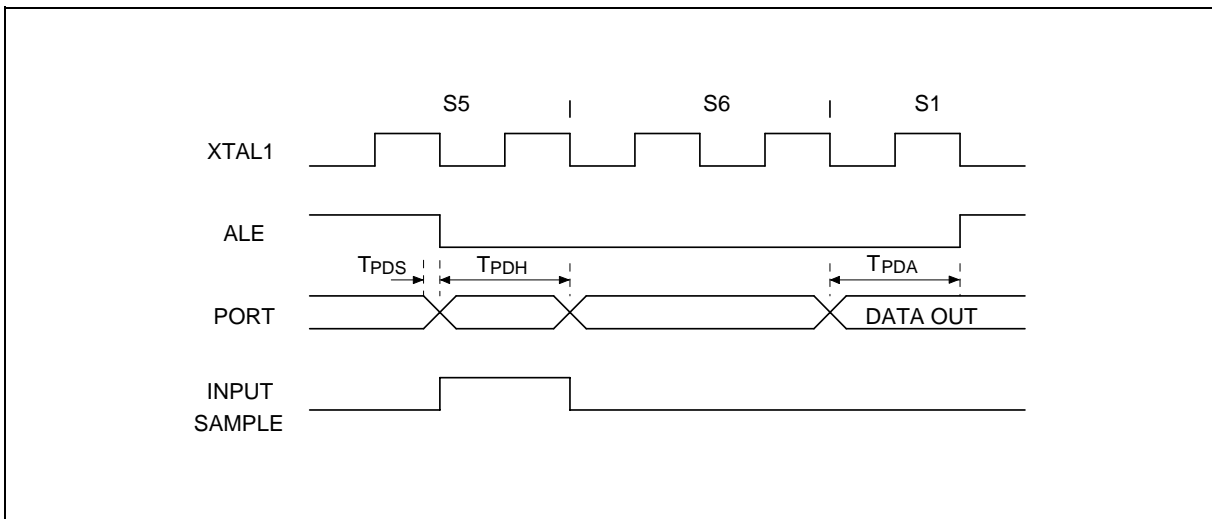 S5 | S6 | S1
XTAL1
ALE
TPDS TPDH TPDA
PORT DATA OUT
INPUT
SAMPLE